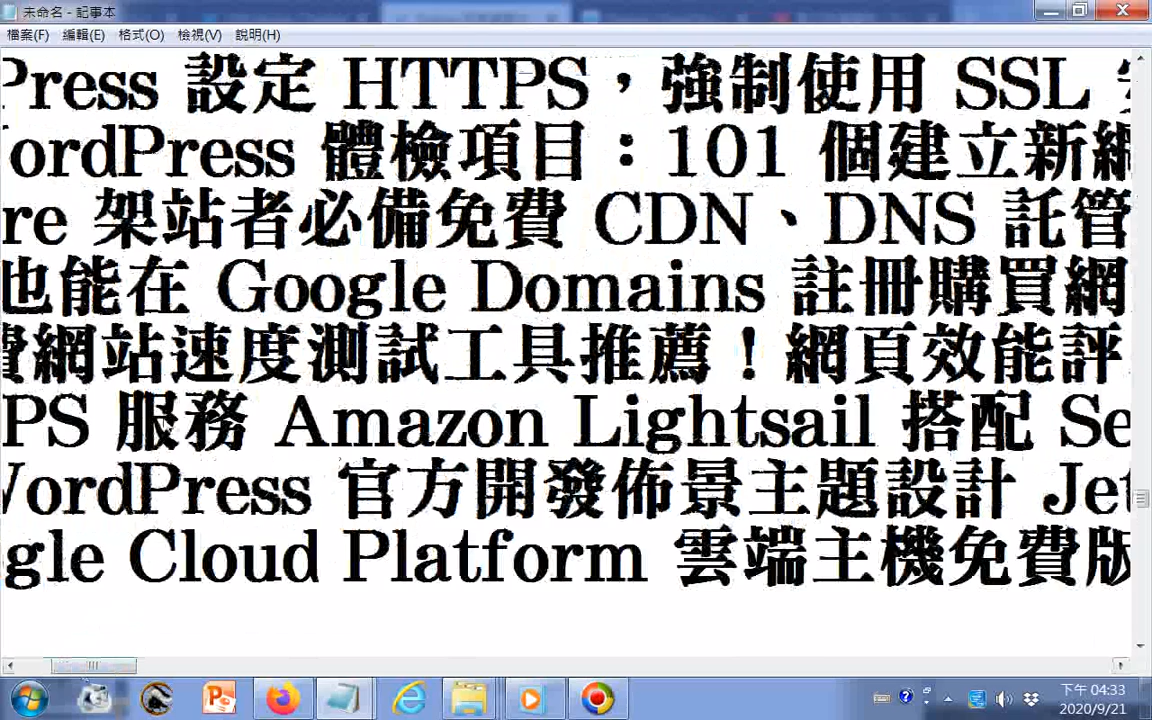 未命名 - 記事本
檔案(F) 編輯(E) 格式(O) 檢視(V) 說明(H)
Press 設定 HTTPS，強制使用 SSL
WordPress 體檢項目：101 個建立新網
re 架站者必備免費 CDN、DNS 託管
也能在 Google Domains 註冊購買網
費網站速度測試工具推薦！網頁效能評
PS 服務 Amazon Lightsail 搭配 Se
WordPress 官方開發佈景主題設計 Jet
gle Cloud Platform 雲端主機免費版
下午 04:33
2020/9/21